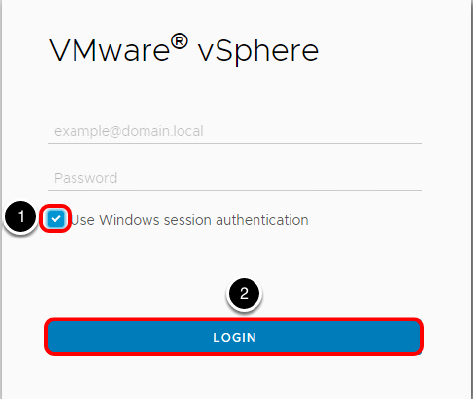 VMware® vSphere
example@domain.local
Password
1 Use Windows session authentication
2
LOGIN